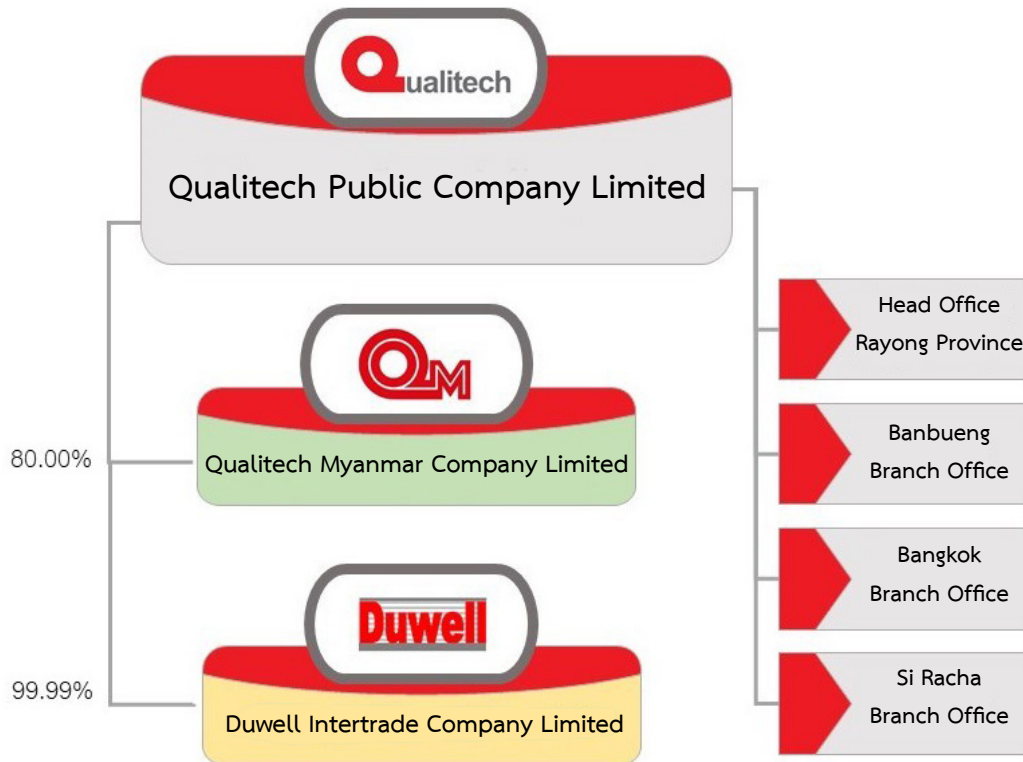 Qualitech
Qualitech Public Company Limited
Head Office
Rayong Province
QM
80.00%
Qualitech Myanmar Company Limited
Banbueng
Branch Office
Bangkok
Branch Office
Duwell
99.99%
Duwell Intertrade Company Limited
Si Racha
Branch Office